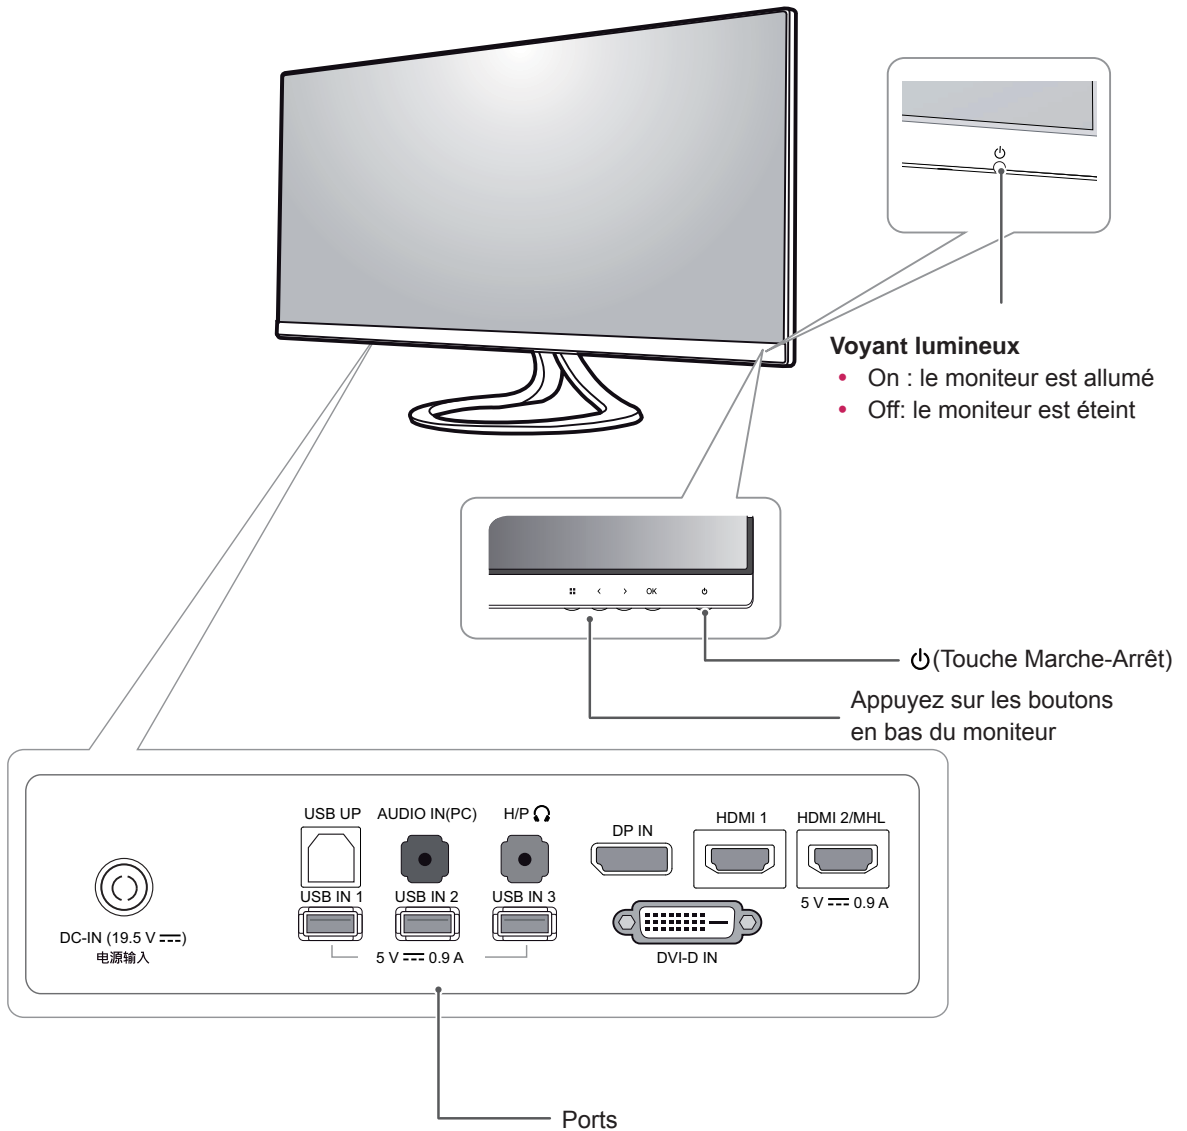 Voyant lumineux
• On : le moniteur est allumé
• Off: le moniteur est éteint
OK
(Touche Marche-Arrêt)
Appuyez sur les boutons
en bas du moniteur
USB UP AUDIO IN(PC) H/P
DP IN
HDMI 1 HDMI 2/MHL
USB IN 1 USB IN 2 USB IN 3
5 V 0.9 A
DC-IN (19.5 V )
电源输入
5 V 0.9 A
DVI-D IN
Ports